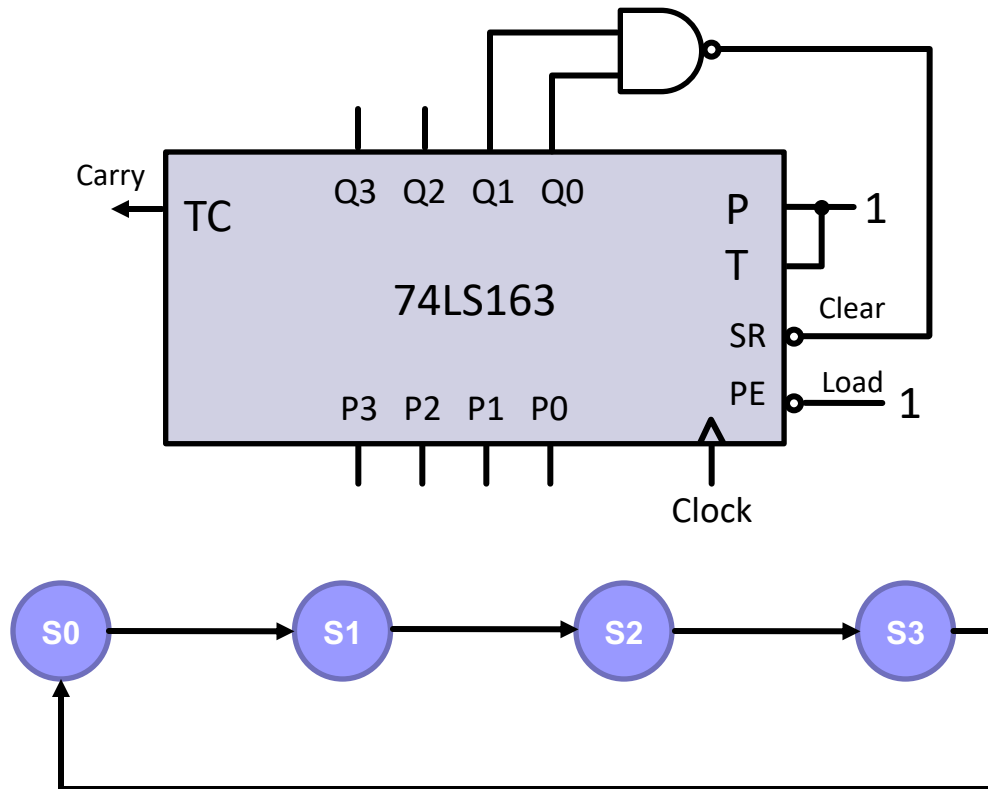 Carry
Q3 Q2 Q1 Q0
TC
P
1
T
74LS163
Clear
SR
Load
PE
1
P3 P2 P1 P0
Clock
S0 S1 S2 S3